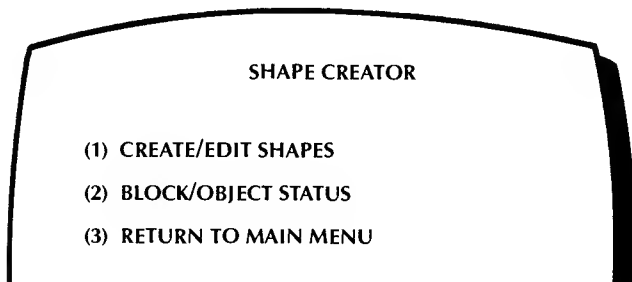 SHAPE CREATOR
(1) CREATE/EDIT SHAPES
(2) BLOCK/OBJECT STATUS
(3) RETURN TO MAIN MENU